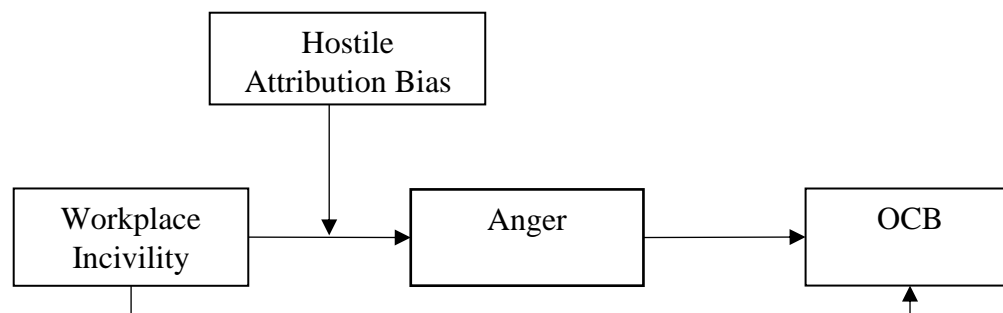 Hostile
Attribution Bias
Workplace
Incivility
Anger
OCB